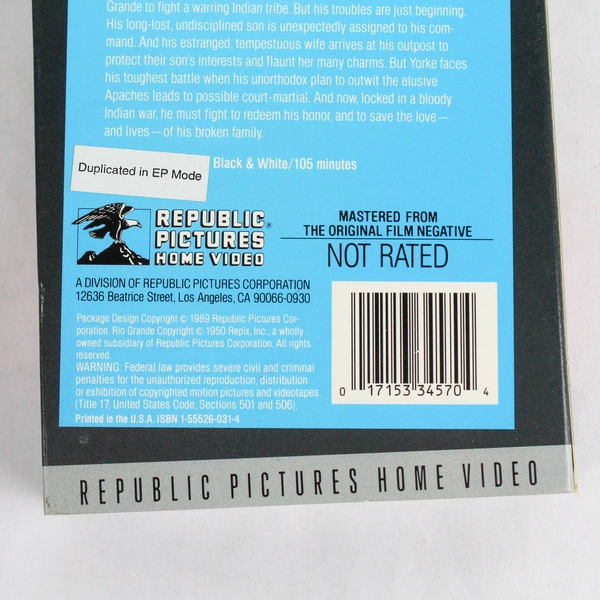 Grande to fight a warring Indian tribe. But his troubles are just beginning.
His long-lost, undisciplined son is unexpectedly assigned to his com-
mand. And his estranged, tempestuous wife arrives at his outpost to
protect their son's interests and flaunt her many charms. But Yorke faces
his toughest battle when his unorthodox plan to outwit the elusive
Apaches leads to possible court-martial. And now, locked in a bloody
Indian war, he must fight to redeem his honor, and to save the love—
and lives—of his broken family.
Duplicated in EP Mode
Black & White/105 minutes
REPUBLIC®
PICTURES
HOME VIDEO
MASTERED FROM
THE ORIGINAL FILM NEGATIVE
NOT RATED
A DIVISION OF REPUBLIC PICTURES CORPORATION
12636 Beatrice Street, Los Angeles, CA 90066-0930
Package Design Copyright © 1989 Republic Pictures Cor-
poration. Rio Grande Copyright © 1950 Repix, Inc., a wholly
owned subsidiary of Republic Pictures Corporation. All rights
reserved.
WARNING: Federal law provides severe civil and criminal
penalties for the unauthorized reproduction, distribution
or exhibition of copyrighted motion pictures and videotapes
(Title 17, United States Code, Sections 501 and 506).
Printed in the U.S.A. ISBN 1-55526-031-4
0 17153 34570 4
REPUBLIC PICTURES HOME VIDEO